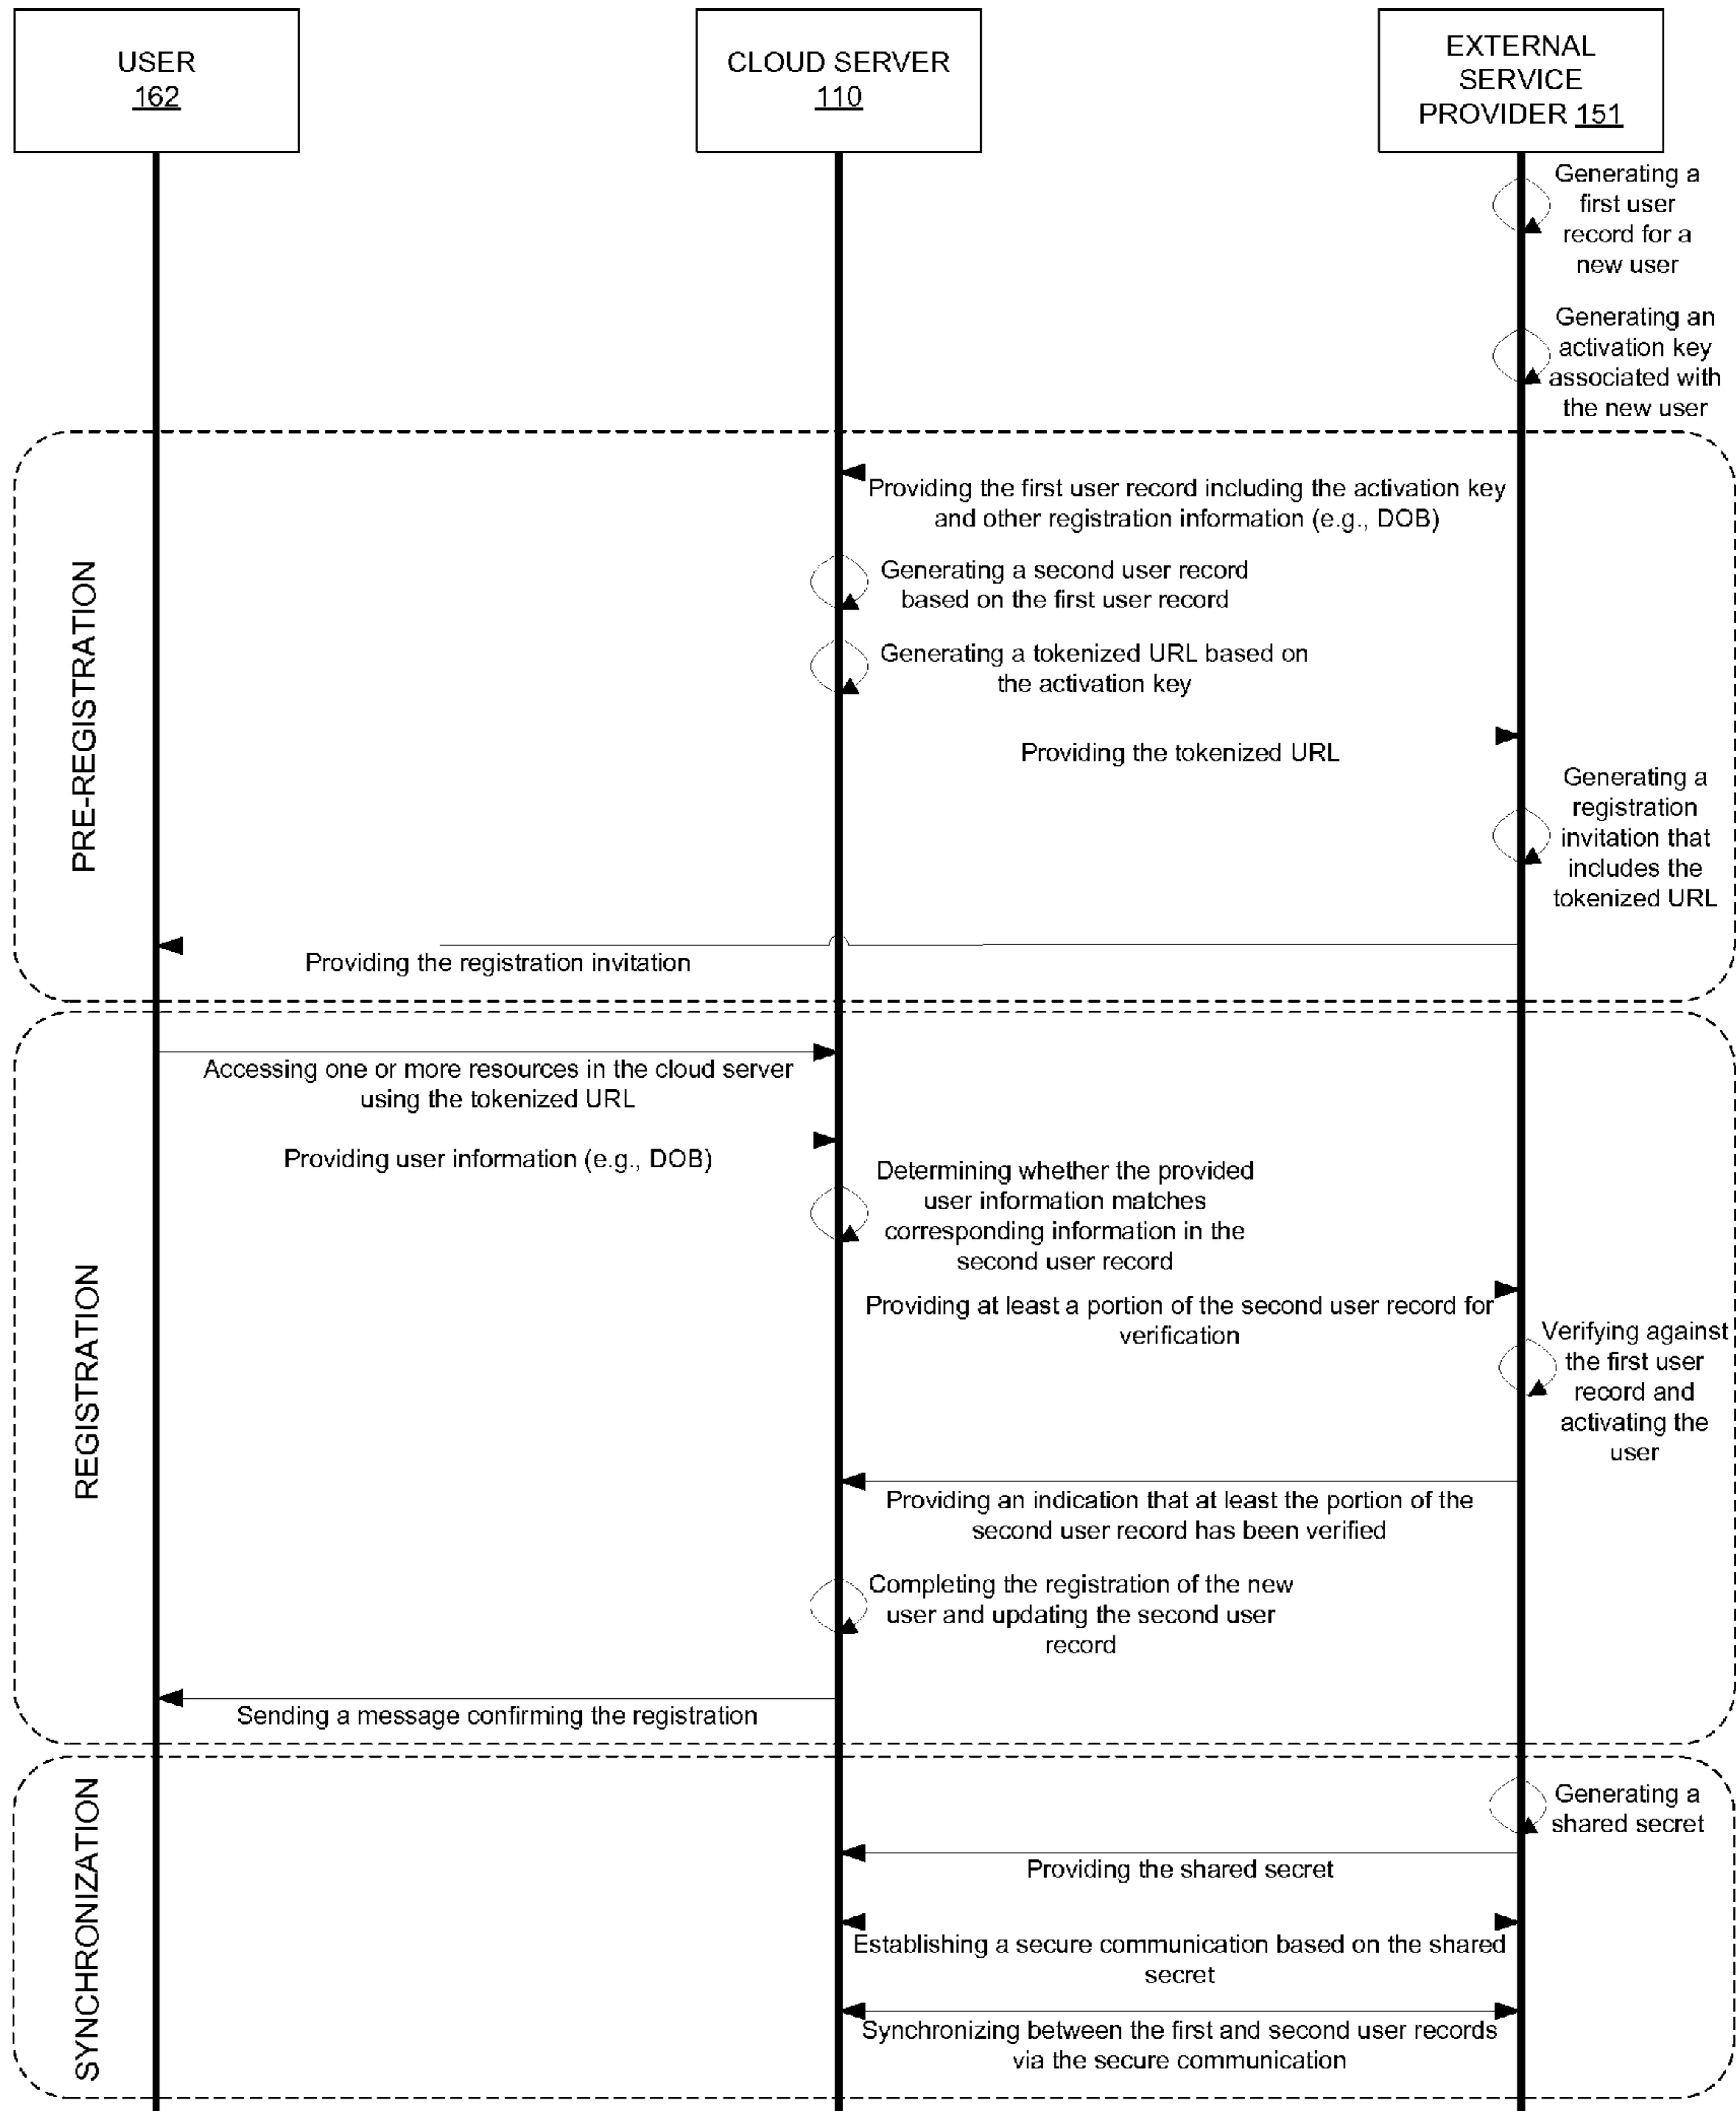 USER
162
CLOUD SERVER
110
EXTERNAL
SERVICE
PROVIDER 151
Generating a
first user
record for a
new user
Generating an
activation key
associated with
the new user
PRE-REGISTRATION
Providing the first user record including the activation key
and other registration information (e.g., DOB)
Generating a second user record
based on the first user record
Generating a tokenized URL based on
the activation key
Providing the tokenized URL
Generating a
registration
invitation that
includes the
tokenized URL
Providing the registration invitation
REGISTRATION
Accessing one or more resources in the cloud server
using the tokenized URL
Providing user information (e.g., DOB)
Determining whether the provided
user information matches
corresponding information in the
second user record
Providing at least a portion of the second user record for
verification
Verifying against
the first user
record and
activating the
user
Providing an indication that at least the portion of the
second user record has been verified
Completing the registration of the new
user and updating the second user
record
Sending a message confirming the registration
SYNCHRONIZATION
Generating a
shared secret
Providing the shared secret
Establishing a secure communication based on the shared
secret
Synchronizing between the first and second user records
via the secure communication